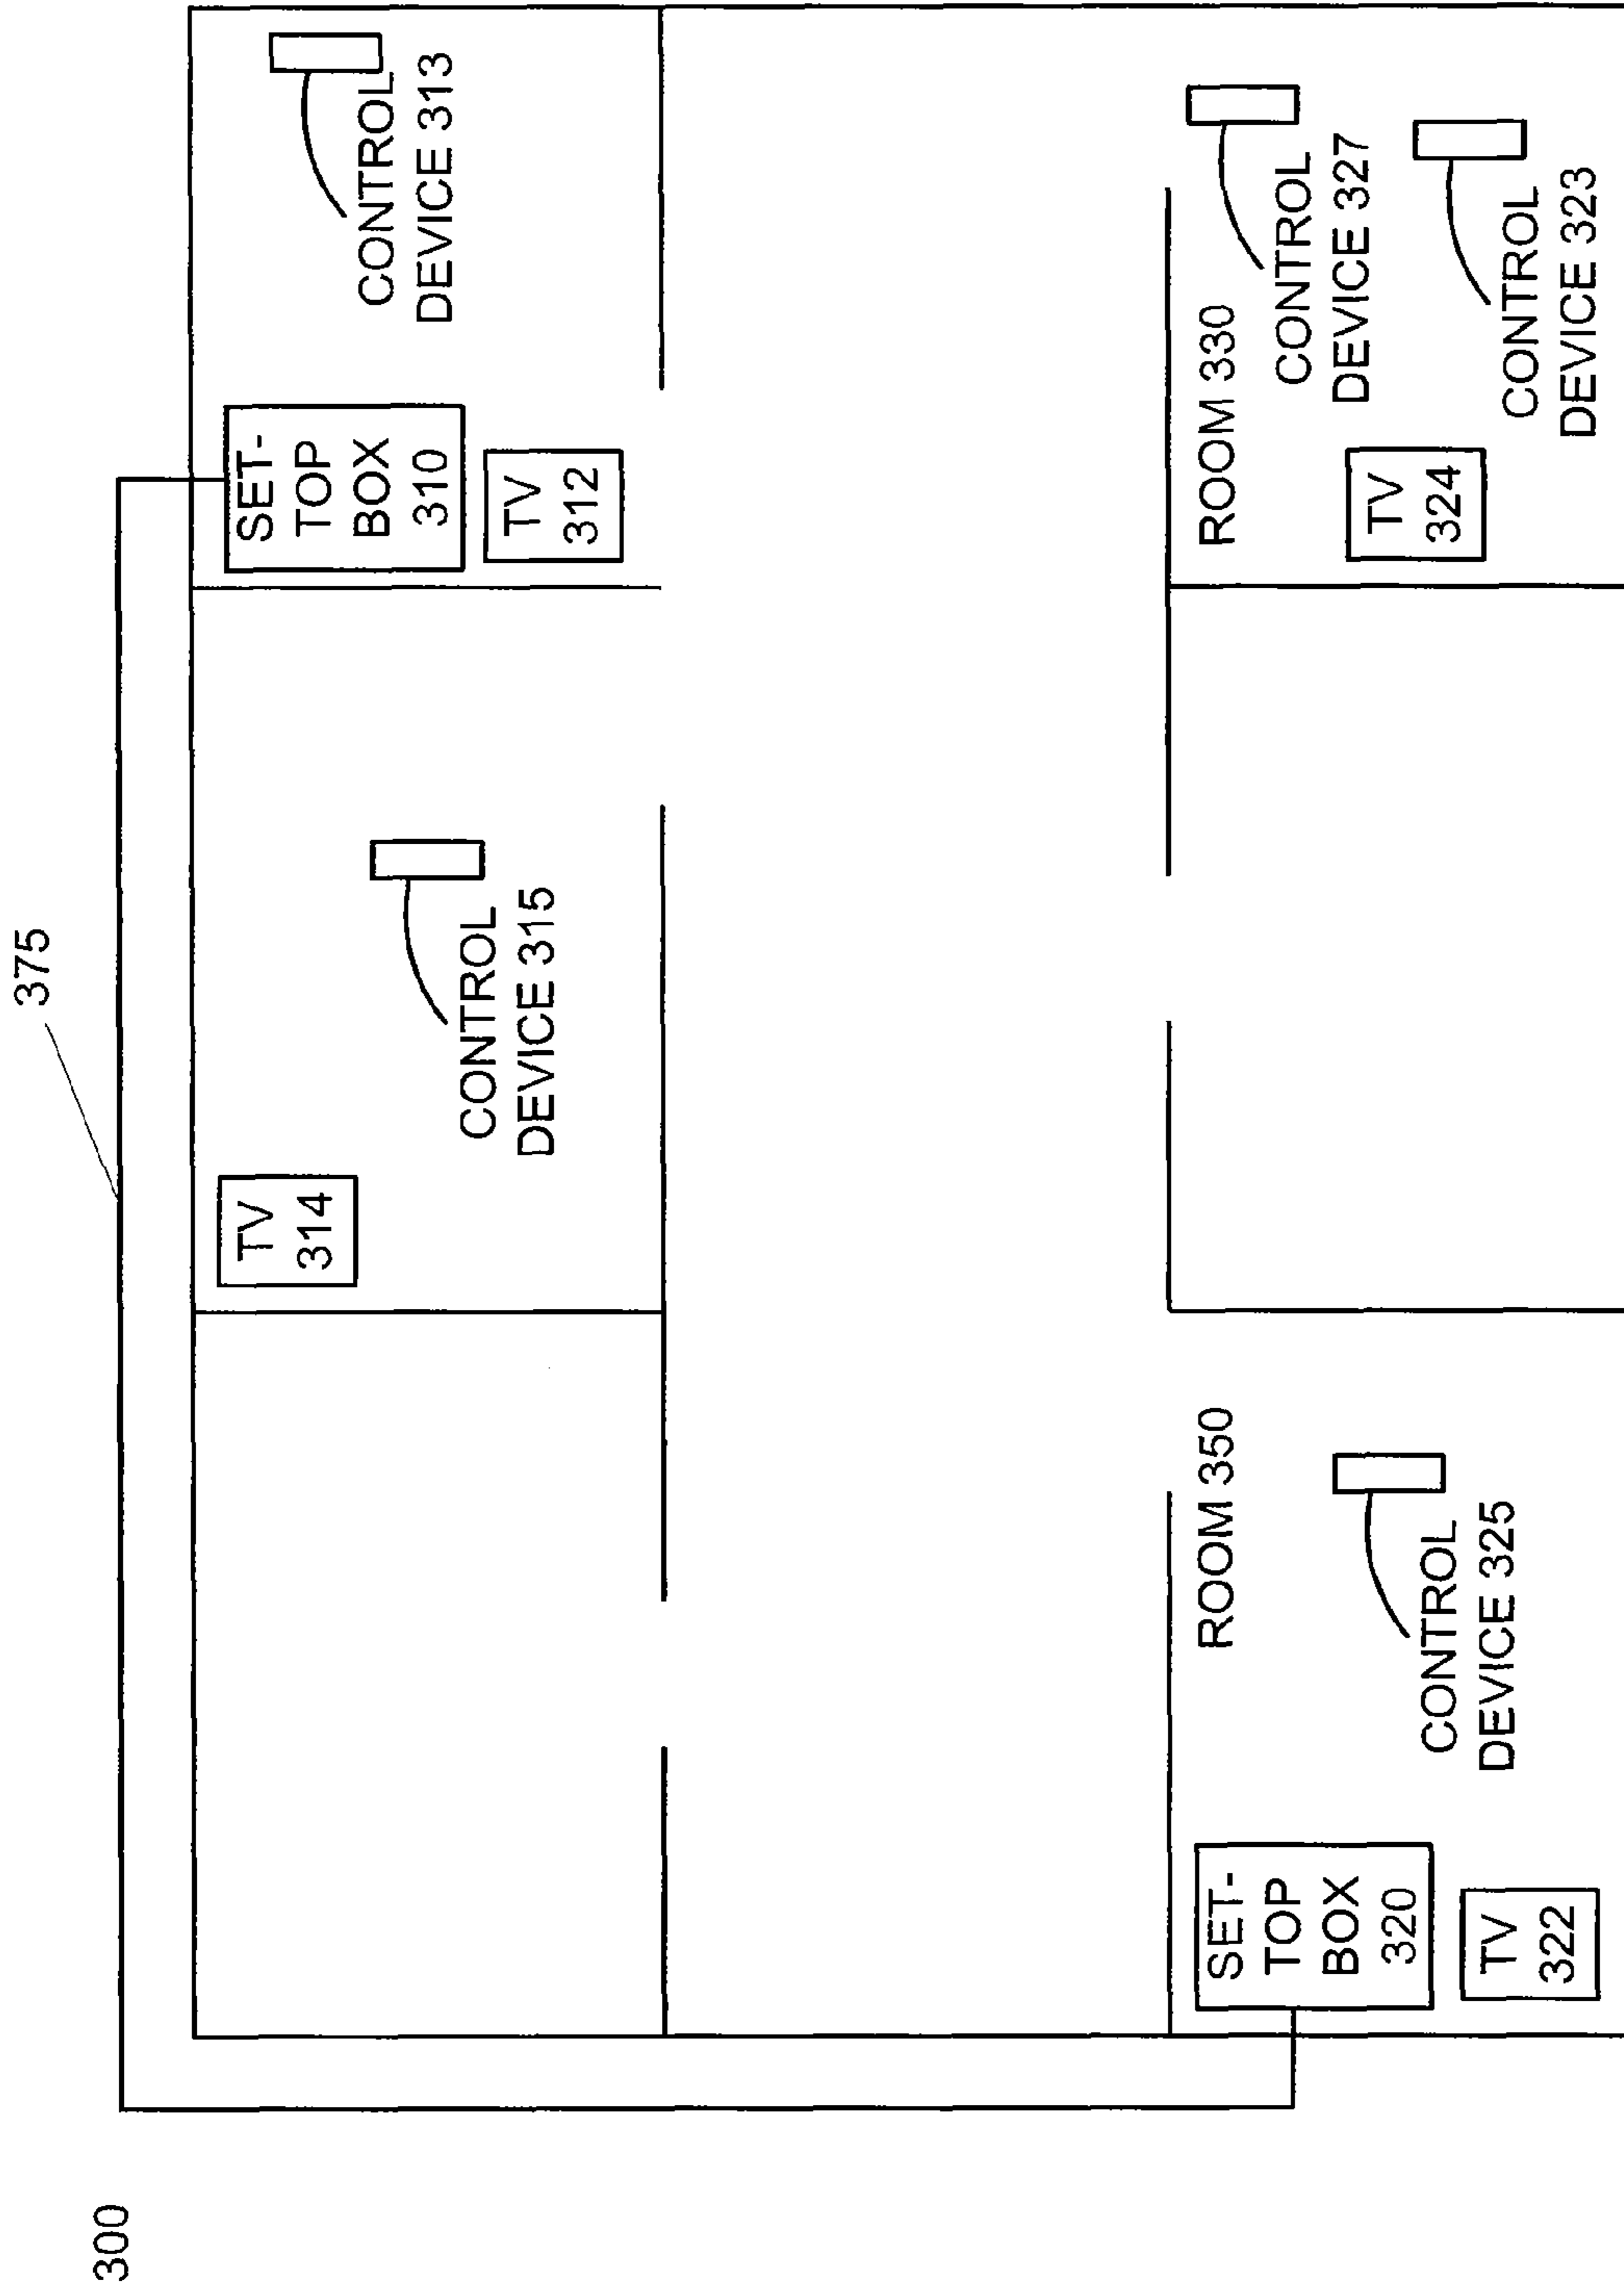 375
300
TV
314
CONTROL
DEVICE 315
SET-
TOP
BOX
310
TV
312
CONTROL
DEVICE 313
SET-
TOP
BOX
320
TV
322
ROOM 350
CONTROL
DEVICE 325
ROOM 330
TV
324
CONTROL
DEVICE 327
CONTROL
DEVICE 323